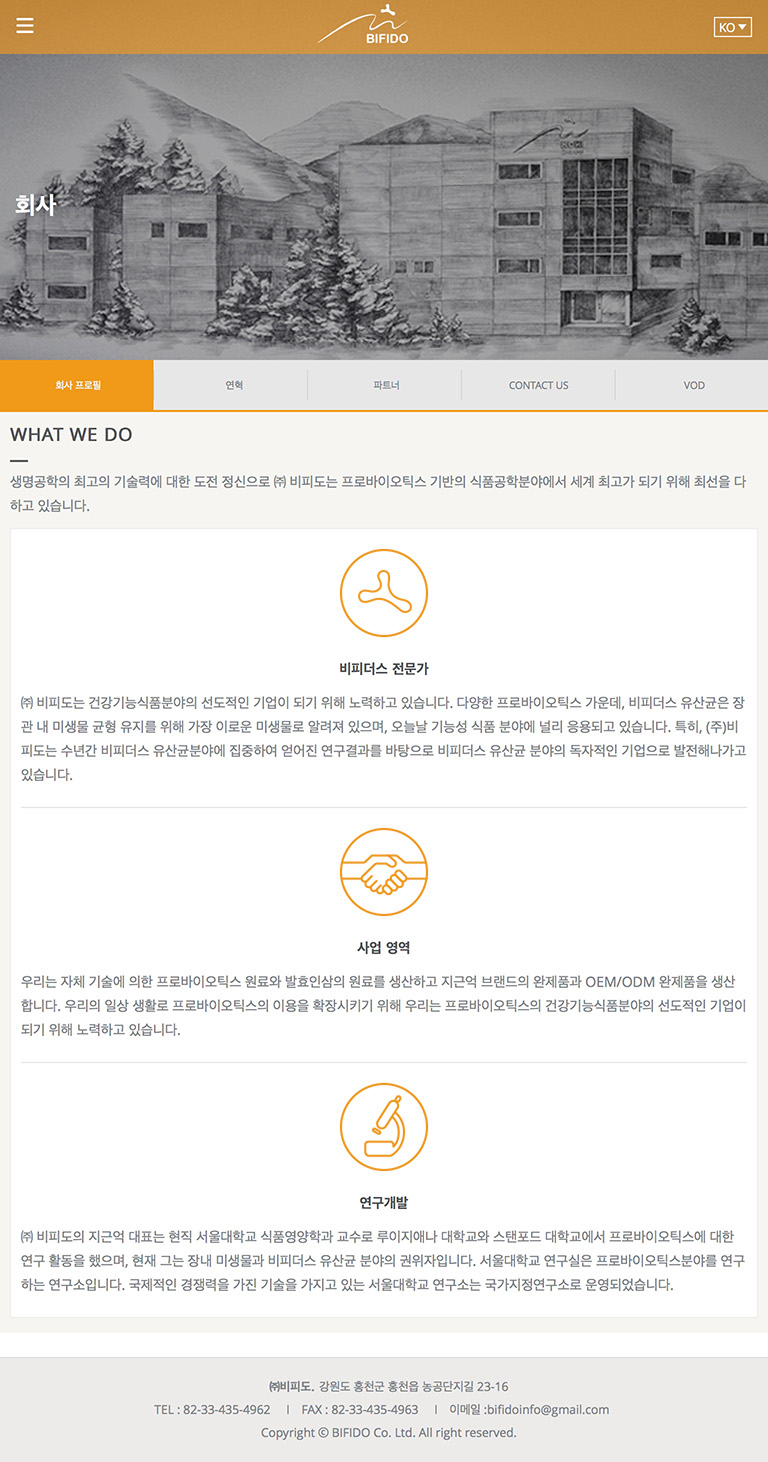 BIFIDO
KO
회사
회사 프로필
연혁
파트너
CONTACT US
VOD
WHAT WE DO
생명공학의 최고의 기술력에 대한 도전 정신으로 ㈜ 비피도는 프로바이오틱스 기반의 식품공학분야에서 세계 최고가 되기 위해 최선을 다
하고 있습니다.
비피더스 전문가
㈜ 비피도는 건강기능식품분야의 선도적인 기업이 되기 위해 노력하고 있습니다. 다양한 프로바이오틱스 가운데, 비피더스 유산균은 장
관 내 미생물 균형 유지를 위해 가장 이로운 미생물로 알려져 있으며, 오늘날 기능성 식품 분야에 널리 응용되고 있습니다. 특히, (주)비
피도는 수년간 비피더스 유산균분야에 집중하여 얻어진 연구결과를 바탕으로 비피더스 유산균 분야의 독자적인 기업으로 발전해나가고
있습니다.
사업 영역
우리는 자체 기술에 의한 프로바이오틱스 원료와 발효인삼의 원료를 생산하고 지근억 브랜드의 완제품과 OEM/ODM 완제품을 생산
합니다. 우리의 일상 생활로 프로바이오틱스의 이용을 확장시키기 위해 우리는 프로바이오틱스의 건강기능식품분야의 선도적인 기업이
되기 위해 노력하고 있습니다.
연구개발
㈜ 비피도의 지근억 대표는 현직 서울대학교 식품영양학과 교수로 루이지애나 대학교와 스탠포드 대학교에서 프로바이오틱스에 대한
연구 활동을 했으며, 현재 그는 장내 미생물과 비피더스 유산균 분야의 권위자입니다. 서울대학교 연구실은 프로바이오틱스분야를 연구
하는 연구소입니다. 국제적인 경쟁력을 가진 기술을 가지고 있는 서울대학교 연구소는 국가지정연구소로 운영되었습니다.
㈜비피도. 강원도 홍천군 홍천읍 농공단지길 23-16
TEL : 82-33-435-4962 | FAX : 82-33-435-4963 | 이메일 :bifidoinfo@gmail.com
Copyright ⓒ BIFIDO Co. Ltd. All right reserved.